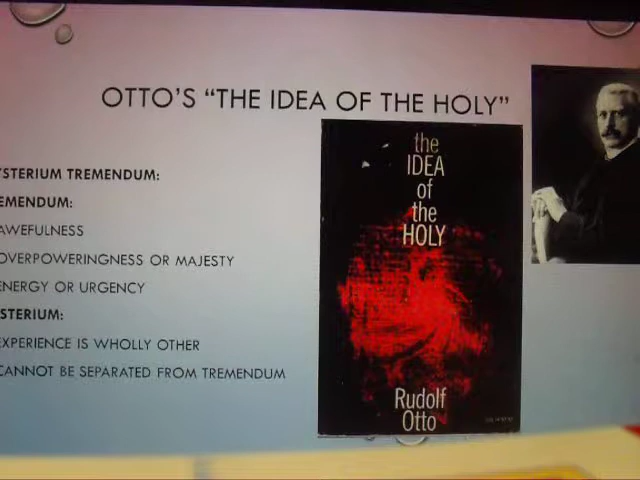 OTTO'S "THE IDEA OF THE HOLY"
YSTERIUM TREMENDUM:
EMENDUM:
AWEFULNESS
OVERPOWERINGNESS OR MAJESTY
ENERGY OR URGENCY
STERIUM:
EXPERIENCE IS WHOLLY OTHER
CANNOT BE SEPARATED FROM TREMENDUM
the
IDEA
of
the
HOLY
Rudolf
Otto